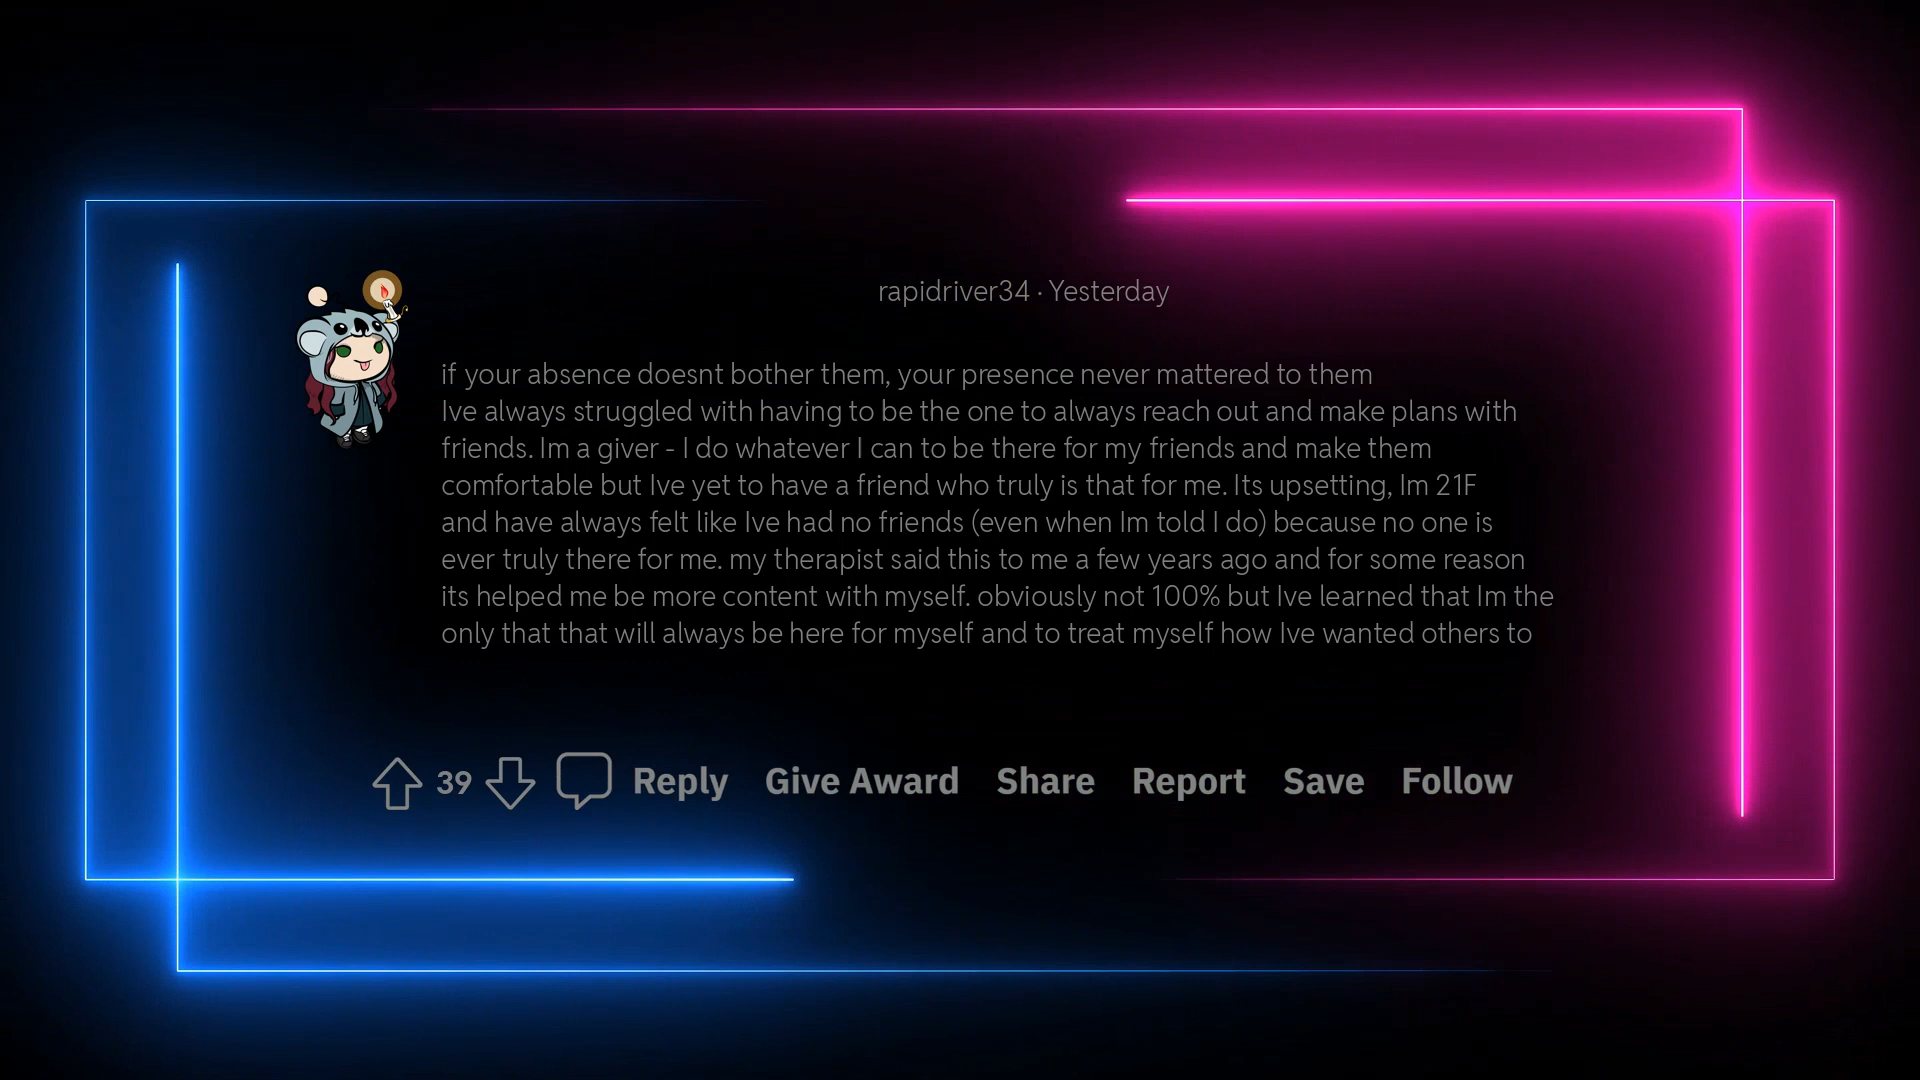 rapidriver34 · Yesterday
if your absence doesnt bother them, your presence never mattered to them
Ive always struggled with having to be the one to always reach out and make plans with
friends. Im a giver - I do whatever I can to be there for my friends and make them
comfortable but Ive yet to have a friend who truly is that for me. Its upsetting, Im 21F
and have always felt like Ive had no friends (even when Im told I do) because no one is
ever truly there for me. my therapist said this to me a few years ago and for some reason
its helped me be more content with myself. obviously not 100% but Ive learned that Im the
only that that will always be here for myself and to treat myself how Ive wanted others to
39 Reply Give Award Share Report Save Follow